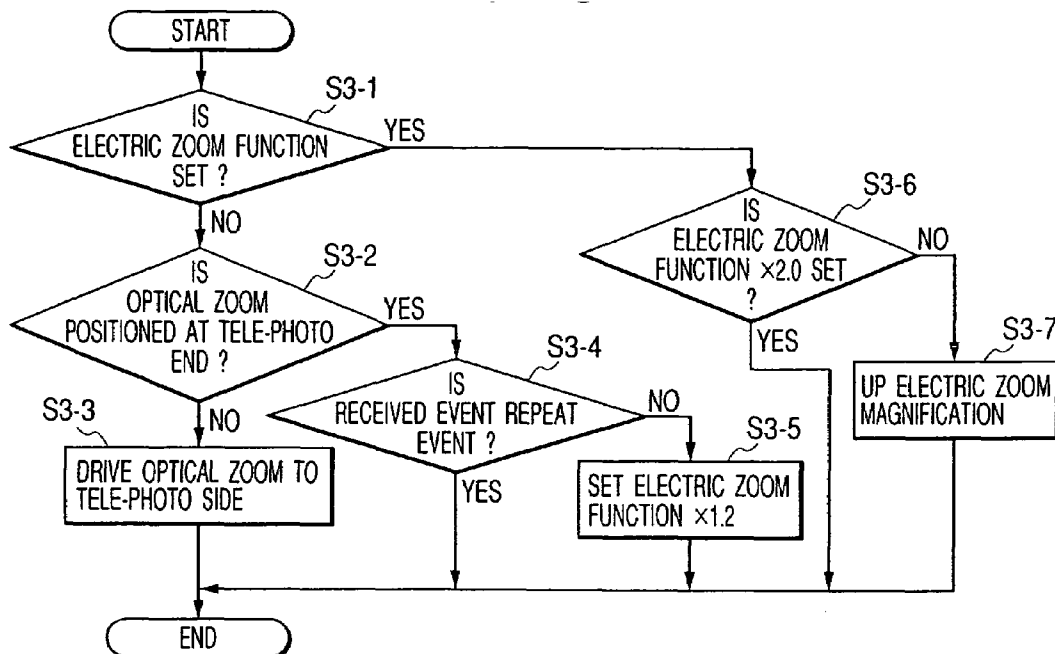 START
S3-1
IS
ELECTRIC ZOOM FUNCTION
SET ?
YES
NO
S3-2
IS
OPTICAL ZOOM
POSITIONED AT TELE-PHOTO
END ?
YES
NO
S3-3
DRIVE OPTICAL ZOOM TO
TELE-PHOTO SIDE
S3-4
IS
RECEIVED EVENT REPEAT
EVENT ?
NO
YES
S3-5
SET ELECTRIC ZOOM
FUNCTION ×1.2
S3-6
IS
ELECTRIC ZOOM
FUNCTION ×2.0 SET
?
NO
YES
S3-7
UP ELECTRIC ZOOM
MAGNIFICATION
END